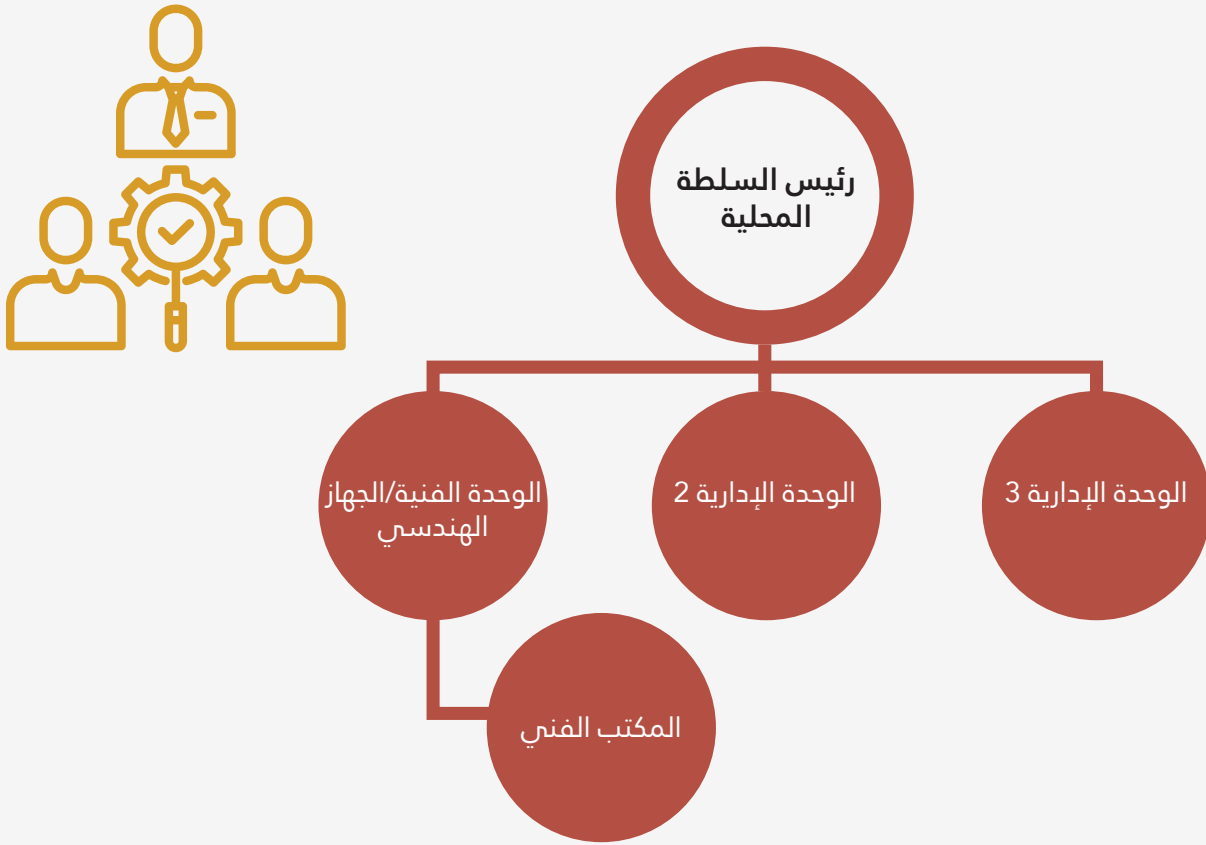 رئيس السلطة
المحلية
الوحدة الإدارية 3
الوحدة الإدارية 2
الوحدة الفنية/الجهاز
الهندسي
المكتب الفني